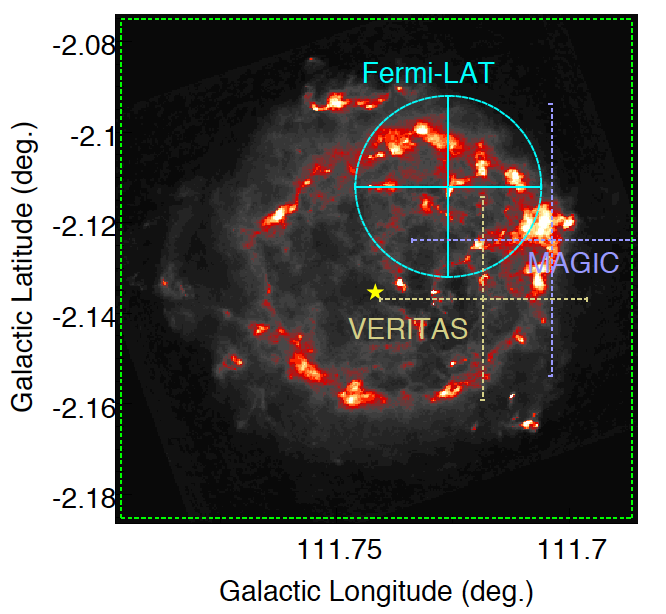 -2.08
Fermi-LAT
-2.1
-2.12
MAGIC
-2.14
VERITAS
-2.16
-2.18
Galactic Latitude (deg.)
111.75
111.7
Galactic Longitude (deg.)